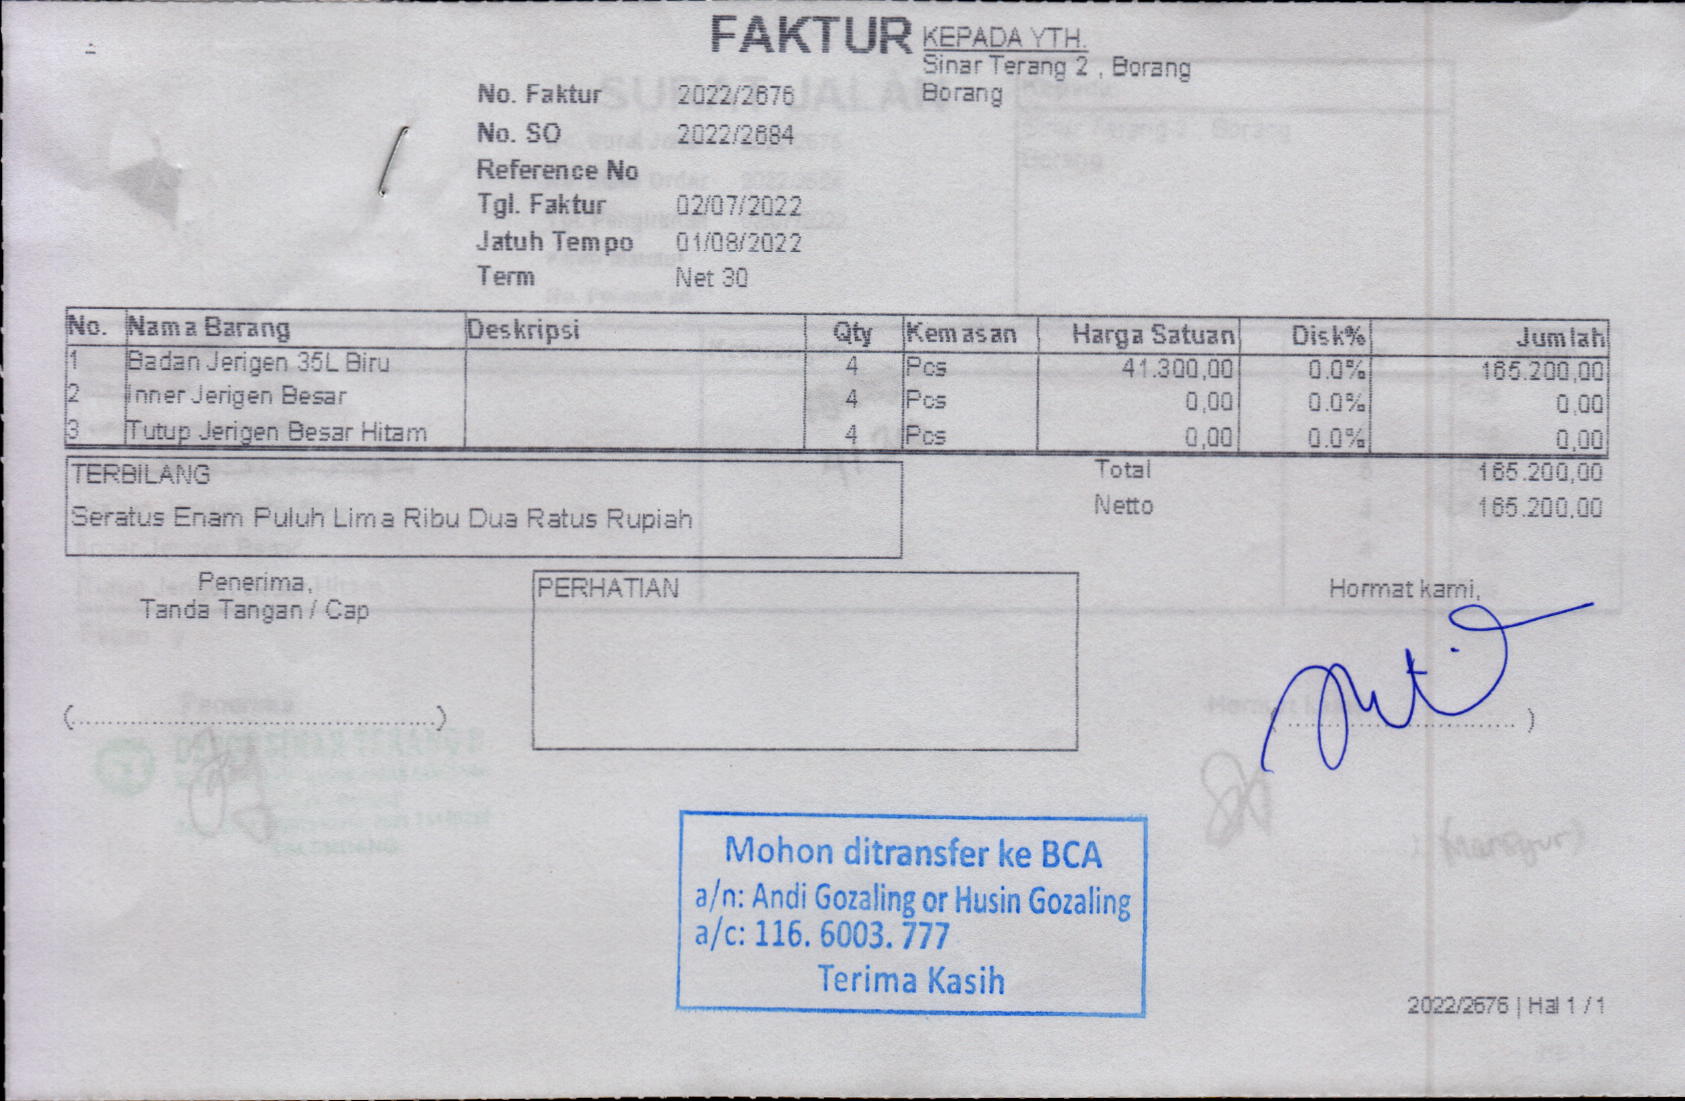 FAKTUR
KEPADA YTH.
Sinar Terang 2 , Borang
Borang
No. Faktur 2022/2676
No. SO 2022/2684
Reference No
Tgl. Faktur 02/07/2022
Jatuh Tempo 01/08/2022
Term Net 30
No. Nama Barang Deskripsi Qty Kemasan Harga Satuan Disk% Jumlah
1 Badan Jerigen 35L Biru 4 Pcs 41.300,00 0.0% 165.200,00
2 Inner Jerigen Besar 4 Pcs 0,00 0.0% 0,00
3 Tutup Jerigen Besar Hitam 4 Pcs 0,00 0.0% 0,00
Total 165.200,00
Netto 165.200,00
TERBILANG
Seratus Enam Puluh Lima Ribu Dua Ratus Rupiah
Penerima,
Tanda Tangan / Cap
(..........................................)
PERHATIAN
Hormat kami,
(.......................... )
Mohon ditransfer ke BCA
a/n: Andi Gozaling or Husin Gozaling
a/c: 116. 6003. 777
Terima Kasih
2022/2676 | Hal 1 / 1